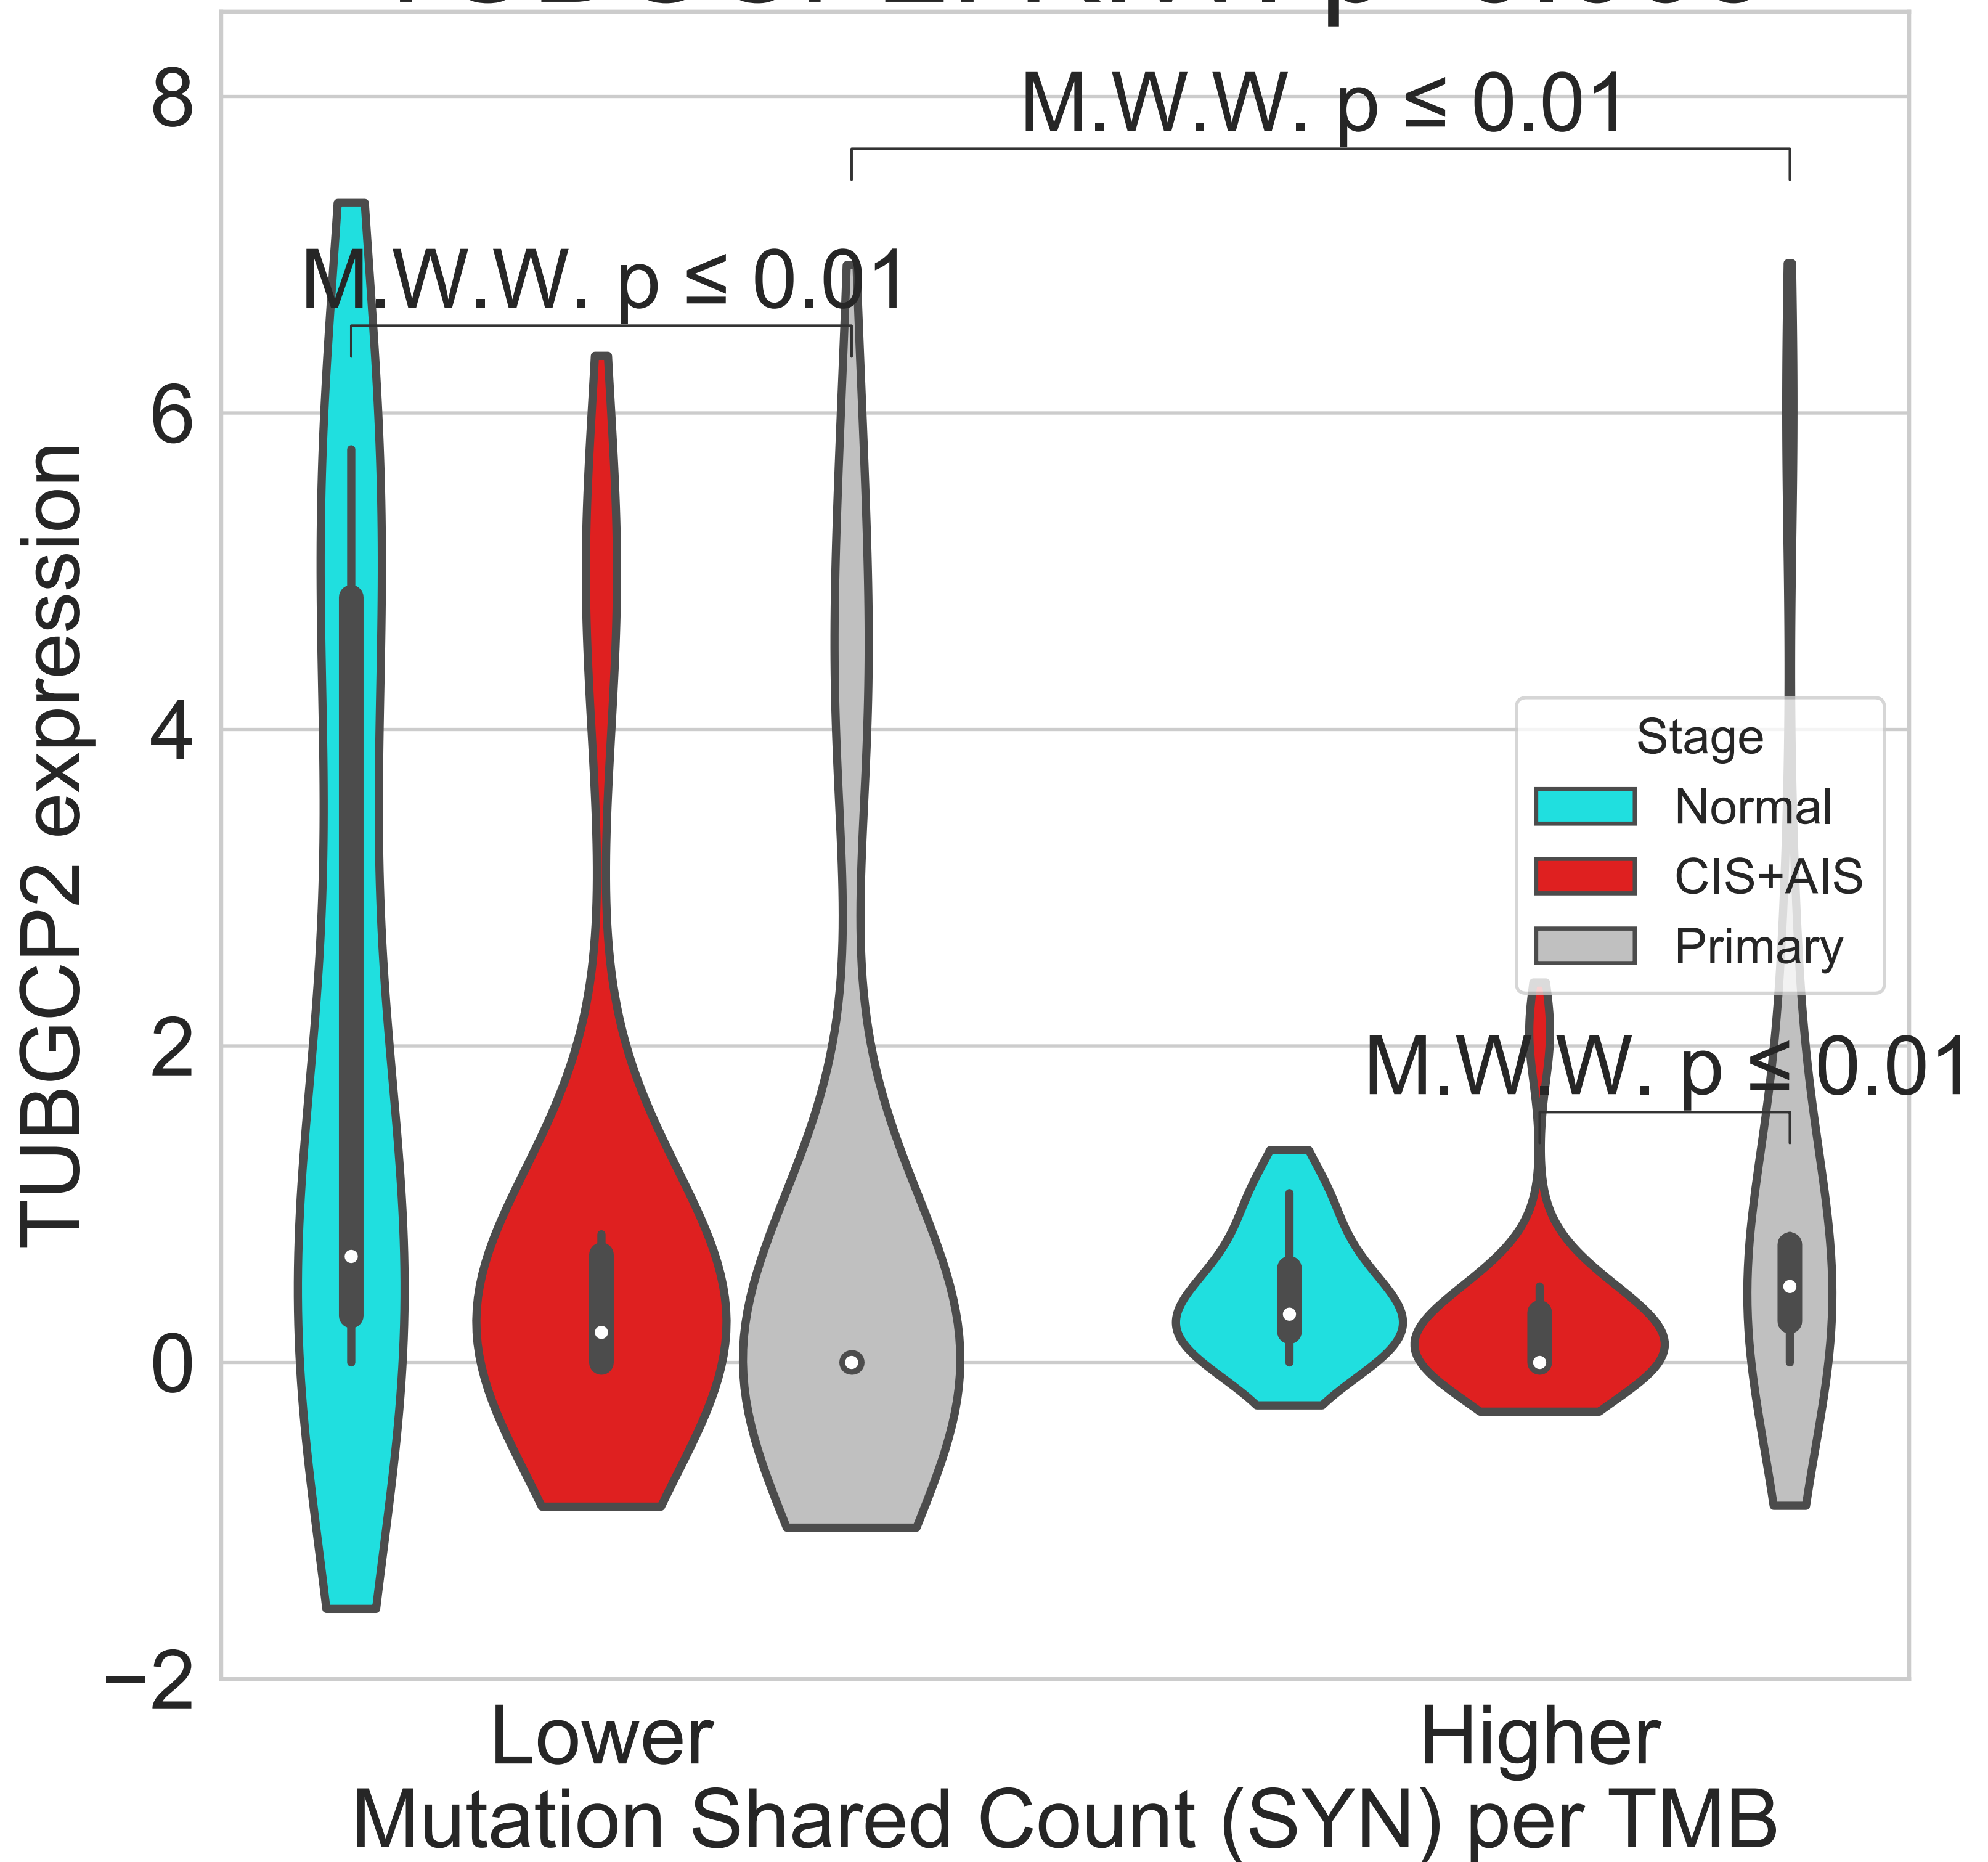 8
M.W.W. p ≤ 0.01
M.W.W. p ≤ 0.01
6
TUBGCP2 expression
4
Stage
Normal
CIS+AIS
Primary
2
M.W.W. p ≤ 0.01
0
−2
Lower
Higher
Mutation Shared Count (SYN) per TMB